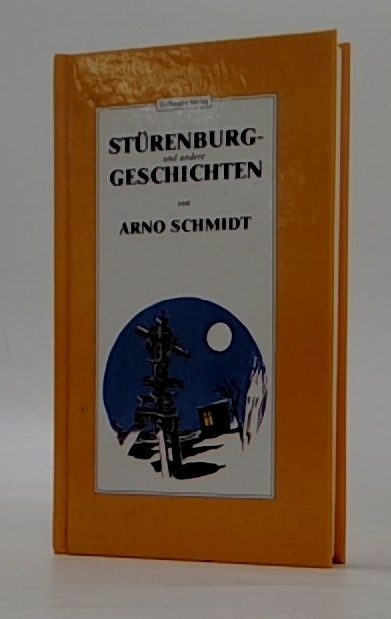 STÜRENBURG-
und andere
GESCHICHTEN
von
ARNO SCHMIDT